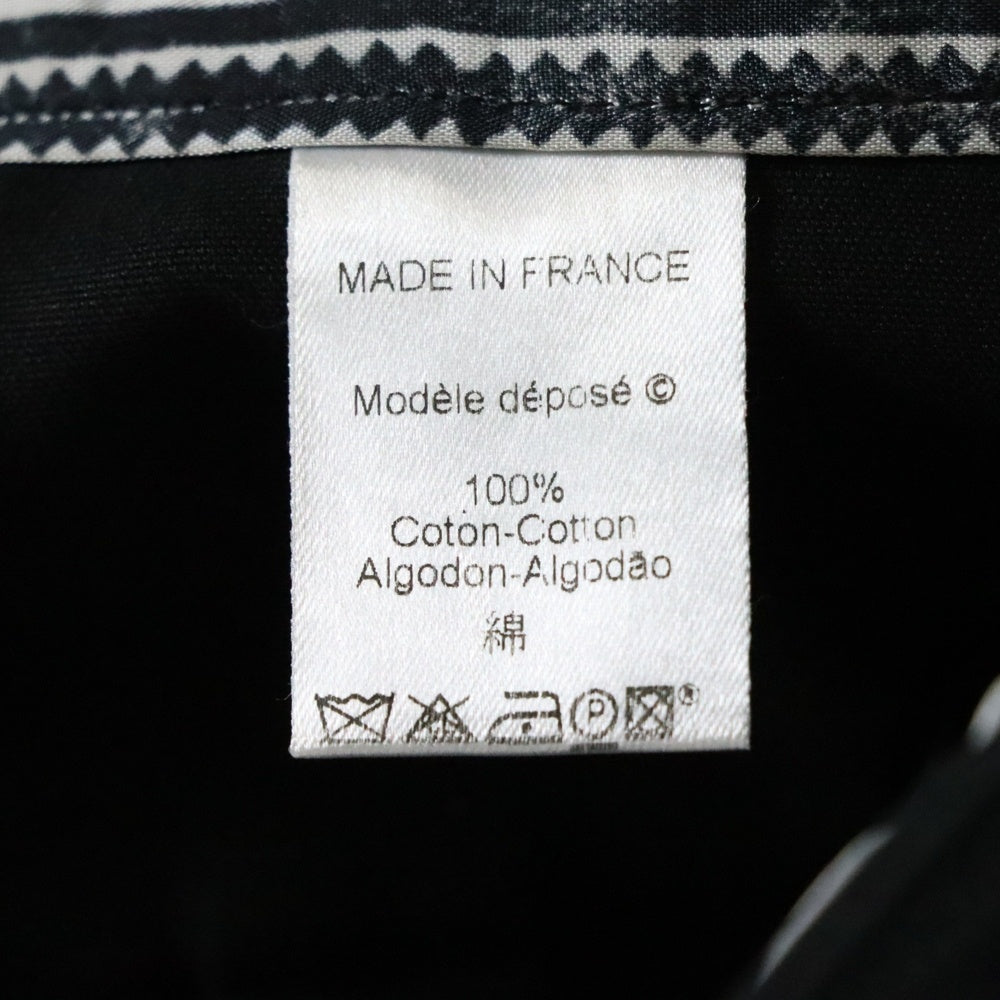 MADE IN FRANCE
Modèle déposé ©
100%
Coton-Cotton
Algodon-Algodão
綿
P ®